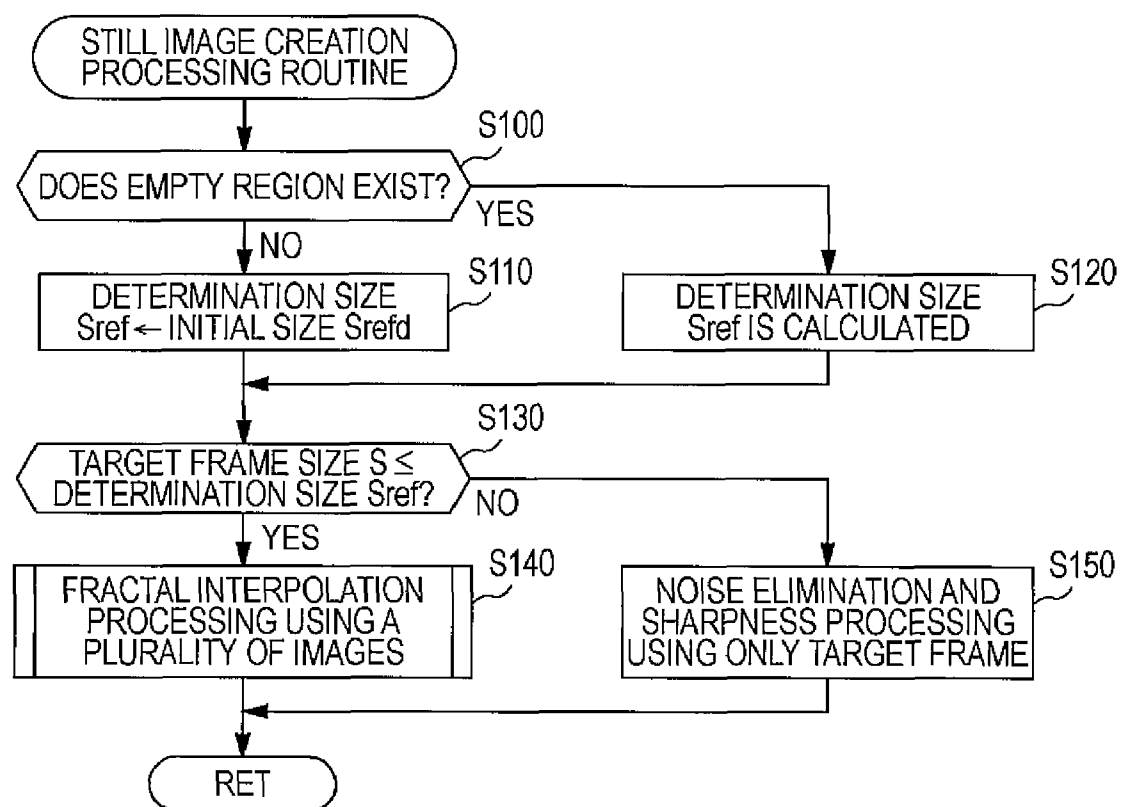 STILL IMAGE CREATION
PROCESSING ROUTINE
S100
DOES EMPTY REGION EXIST?
YES
NO
S110
DETERMINATION SIZE
Sref ← INITIAL SIZE Srefd
S120
DETERMINATION SIZE
Sref IS CALCULATED
S130
TARGET FRAME SIZE S ≤
DETERMINATION SIZE Sref?
NO
YES
S140
FRACTAL INTERPOLATION
PROCESSING USING A
PLURALITY OF IMAGES
S150
NOISE ELIMINATION AND
SHARPNESS PROCESSING
USING ONLY TARGET FRAME
RET